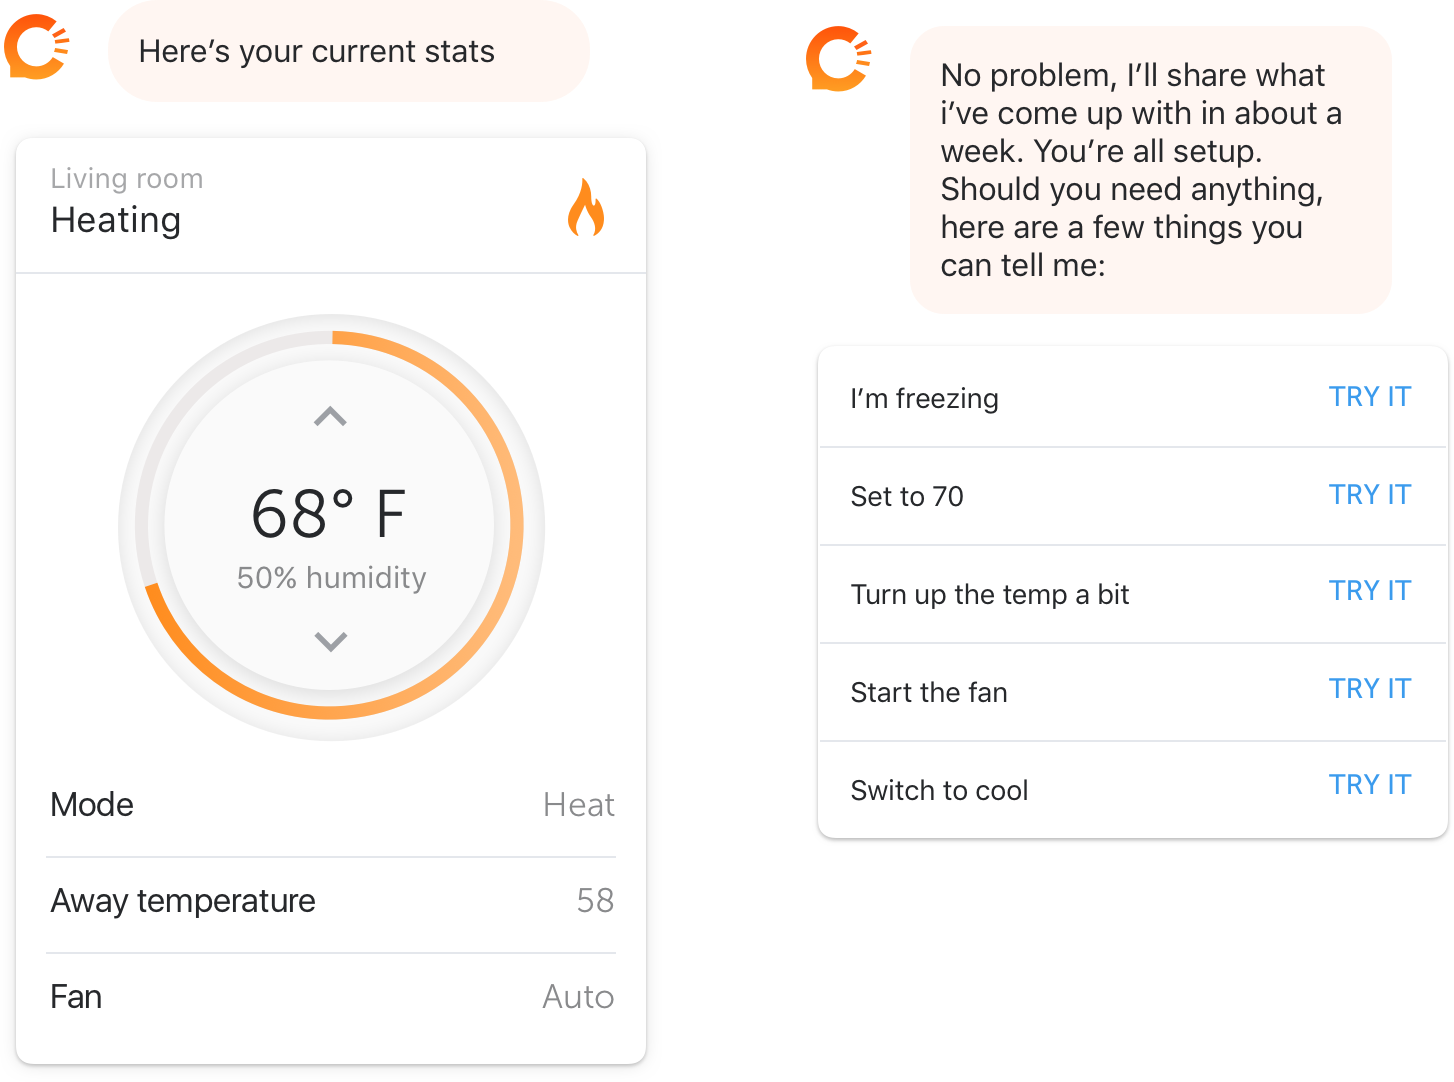 Here’s your current stats
Living room
Heating
68° F
50% humidity
Mode Heat
Away temperature 58
Fan Auto
No problem, I’ll share what
i’ve come up with in about a
week. You’re all setup.
Should you need anything,
here are a few things you
can tell me:
I’m freezing TRY IT
Set to 70 TRY IT
Turn up the temp a bit TRY IT
Start the fan TRY IT
Switch to cool TRY IT